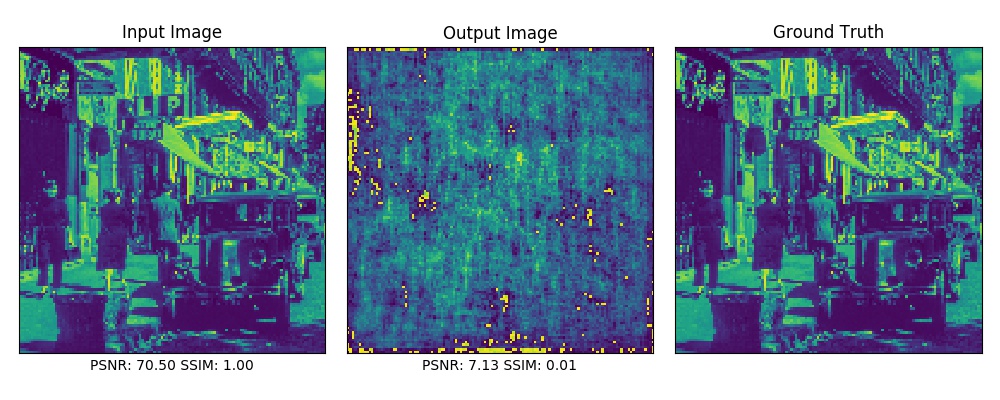 Input Image
Output Image
Ground Truth
PSNR: 70.50 SSIM: 1.00
PSNR: 7.13 SSIM: 0.01